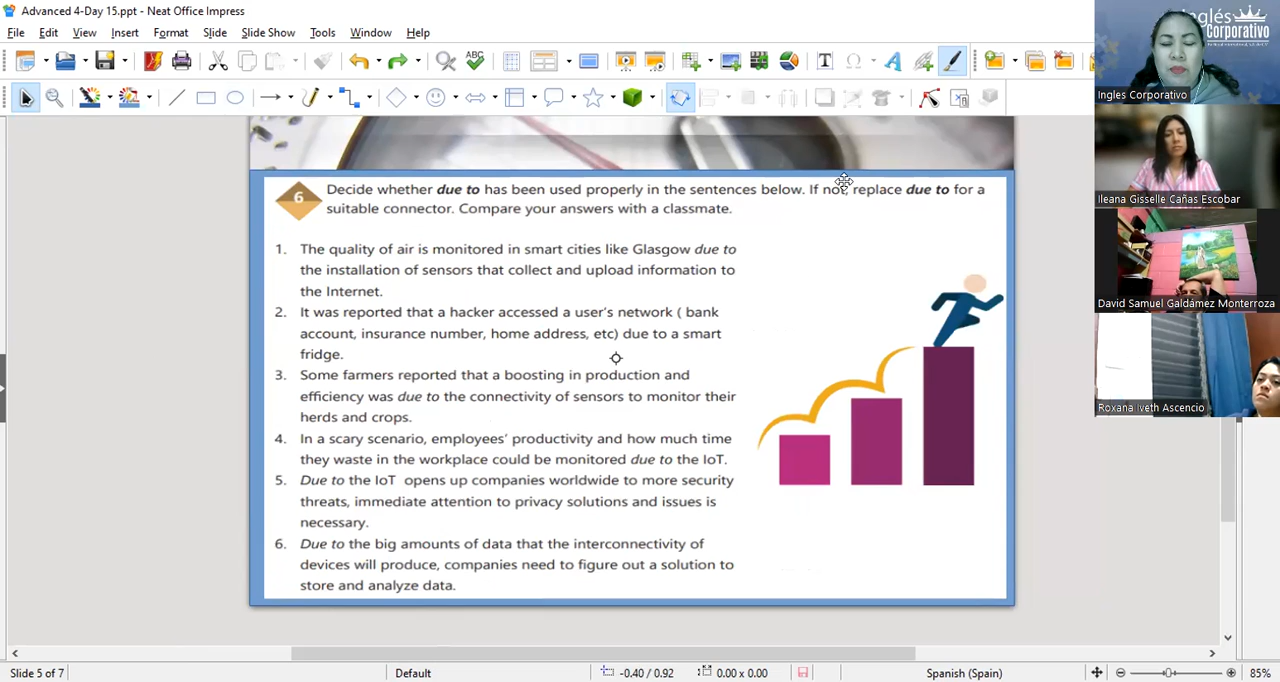 Advanced 4-Day 15.ppt - Neat Office Impress
File Edit View Insert Format Slide Slide Show Tools Window Help
Inglés
Corporativo
Ingles Corporativo
Ileana Gisselle Cañas Escobar
David Samuel Galdámez Monterroza
Roxana Iveth Ascencio
6
Decide whether due to has been used properly in the sentences below. If not, replace due to for a
suitable connector. Compare your answers with a classmate.
1. The quality of air is monitored in smart cities like Glasgow due to
the installation of sensors that collect and upload information to
the Internet.
2. It was reported that a hacker accessed a user's network ( bank
account, insurance number, home address, etc) due to a smart
fridge.
3. Some farmers reported that a boosting in production and
efficiency was due to the connectivity of sensors to monitor their
herds and crops.
4. In a scary scenario, employees' productivity and how much time
they waste in the workplace could be monitored due to the IoT.
5. Due to the IoT opens up companies worldwide to more security
threats, immediate attention to privacy solutions and issues is
necessary.
6. Due to the big amounts of data that the interconnectivity of
devices will produce, companies need to figure out a solution to
store and analyze data.
Slide 5 of 7 Default -0.40 / 0.92 0.00 x 0.00 Spanish (Spain) 85%